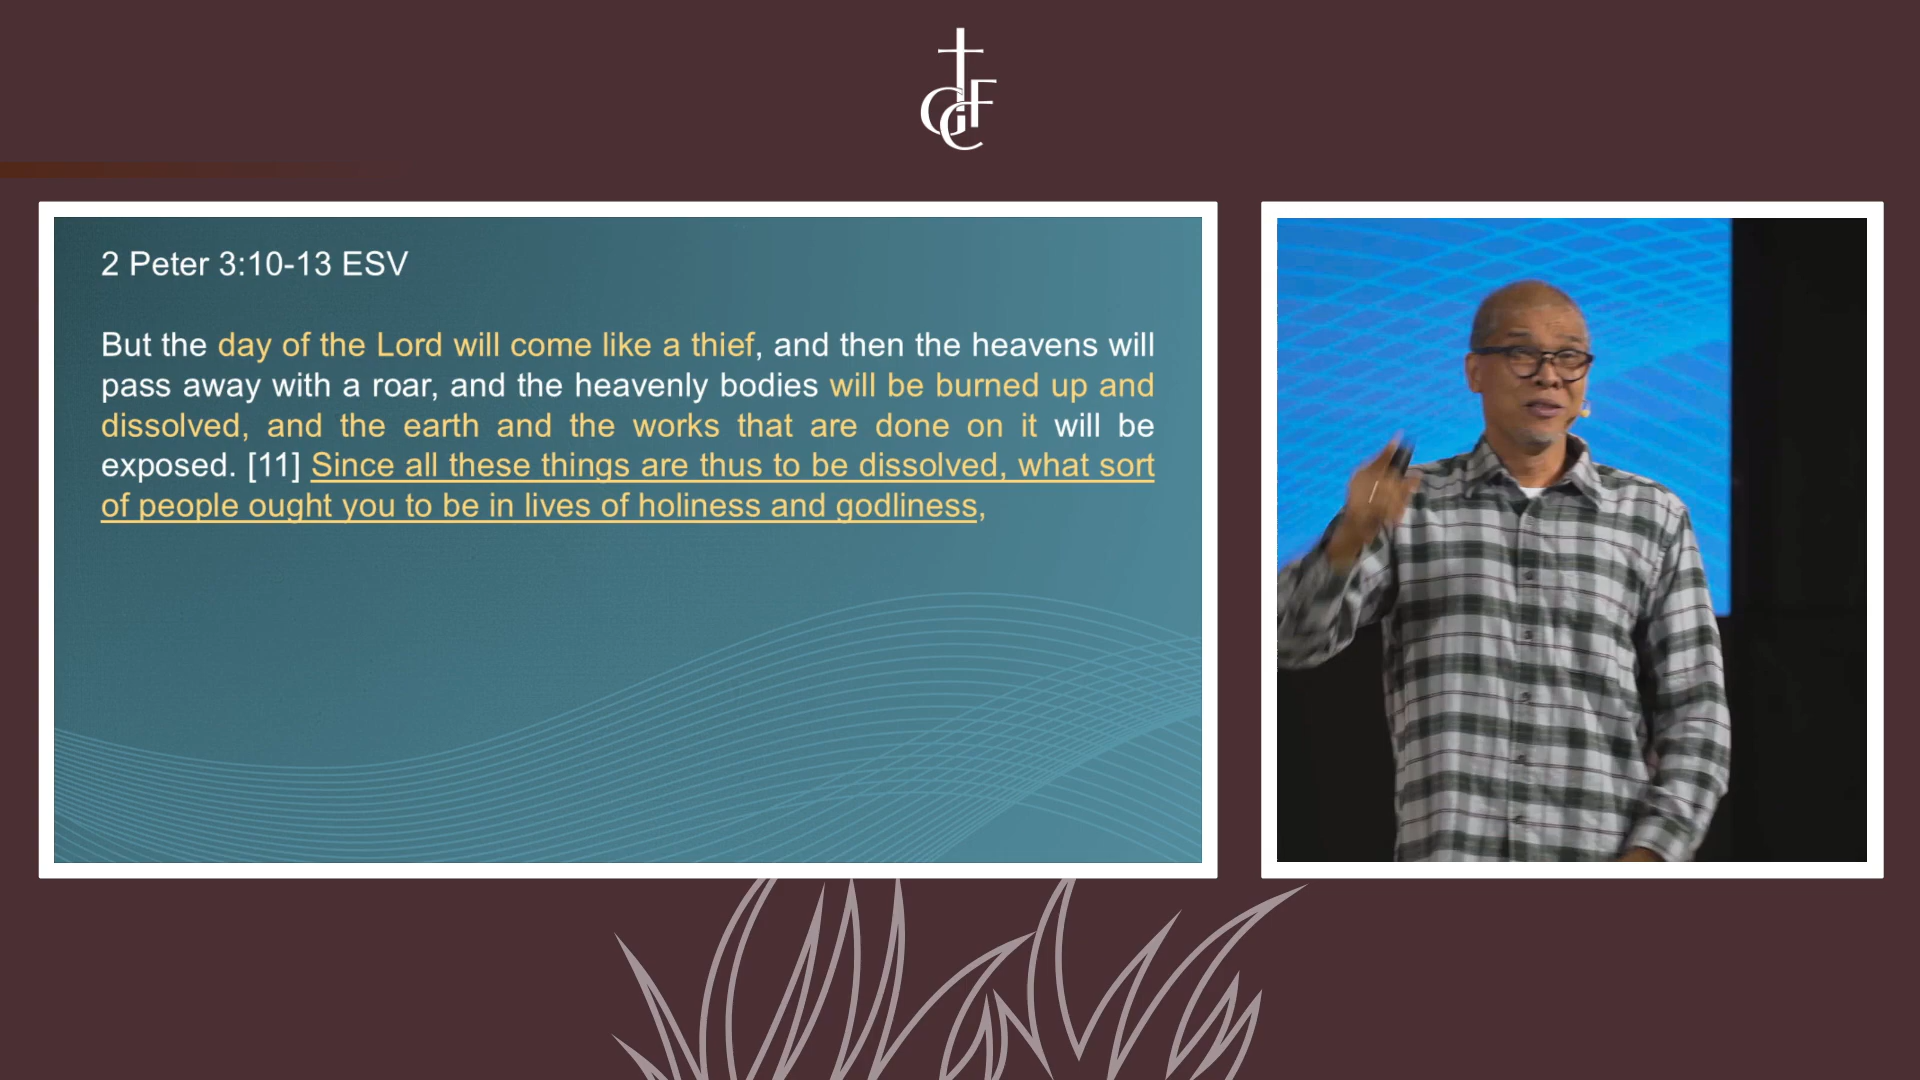 GCF
2 Peter 3:10-13 ESV
But the day of the Lord will come like a thief, and then the heavens will
pass away with a roar, and the heavenly bodies will be burned up and
dissolved, and the earth and the works that are done on it will be
exposed. [11] Since all these things are thus to be dissolved, what sort
of people ought you to be in lives of holiness and godliness,